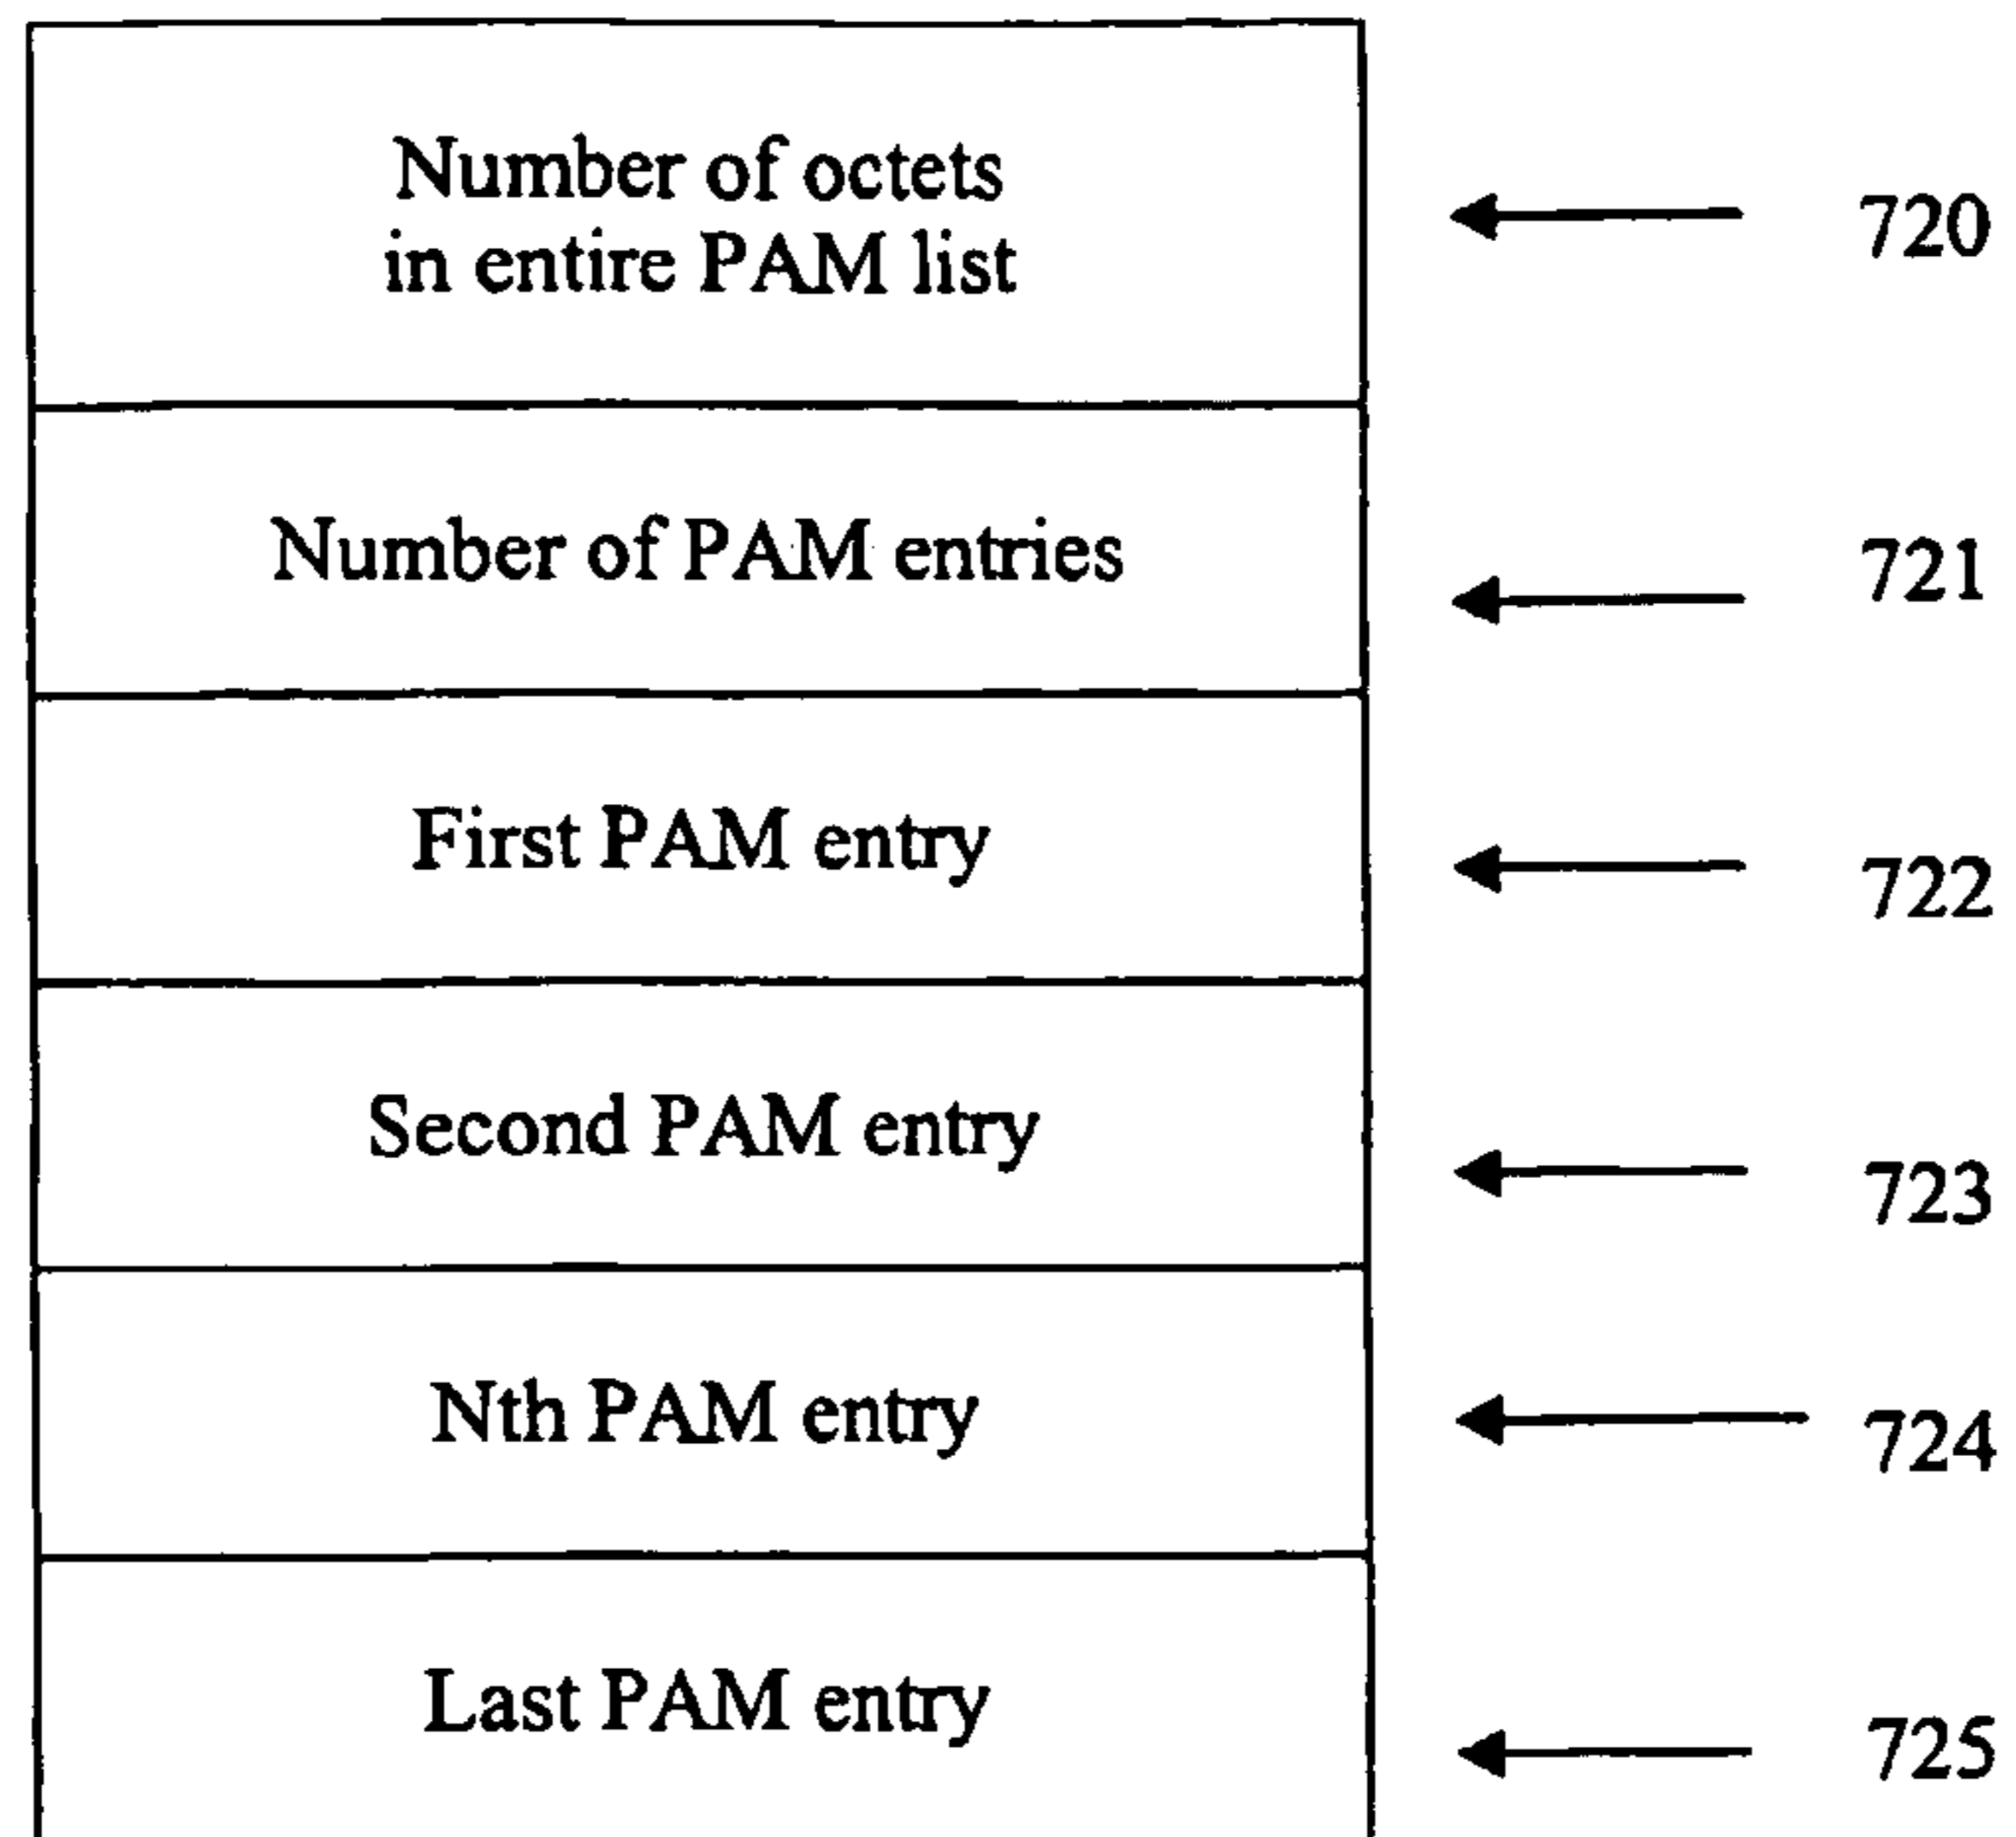 Number of octets
in entire PAM list
720
Number of PAM entries
721
First PAM entry
722
Second PAM entry
723
Nth PAM entry
724
Last PAM entry
725